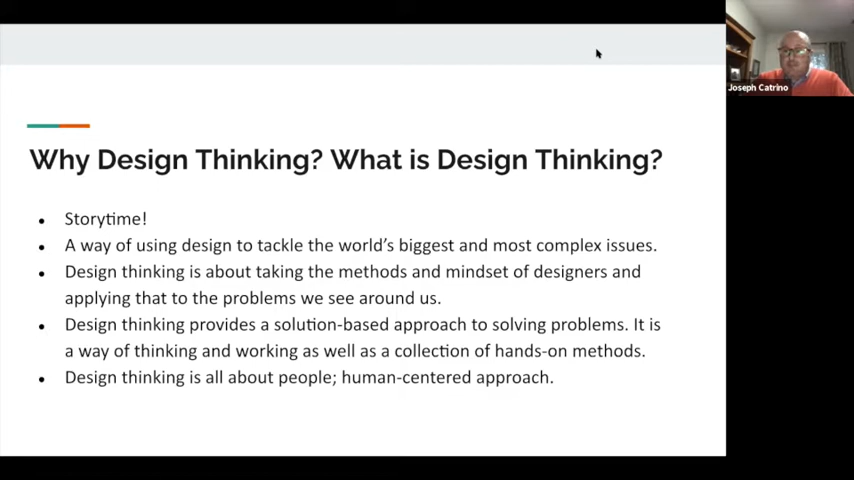 Why Design Thinking? What is Design Thinking?
● Storytime!
● A way of using design to tackle the world's biggest and most complex issues.
● Design thinking is about taking the methods and mindset of designers and
applying that to the problems we see around us.
● Design thinking provides a solution-based approach to solving problems. It is
a way of thinking and working as well as a collection of hands-on methods.
● Design thinking is all about people; human-centered approach.
Joseph Catrino